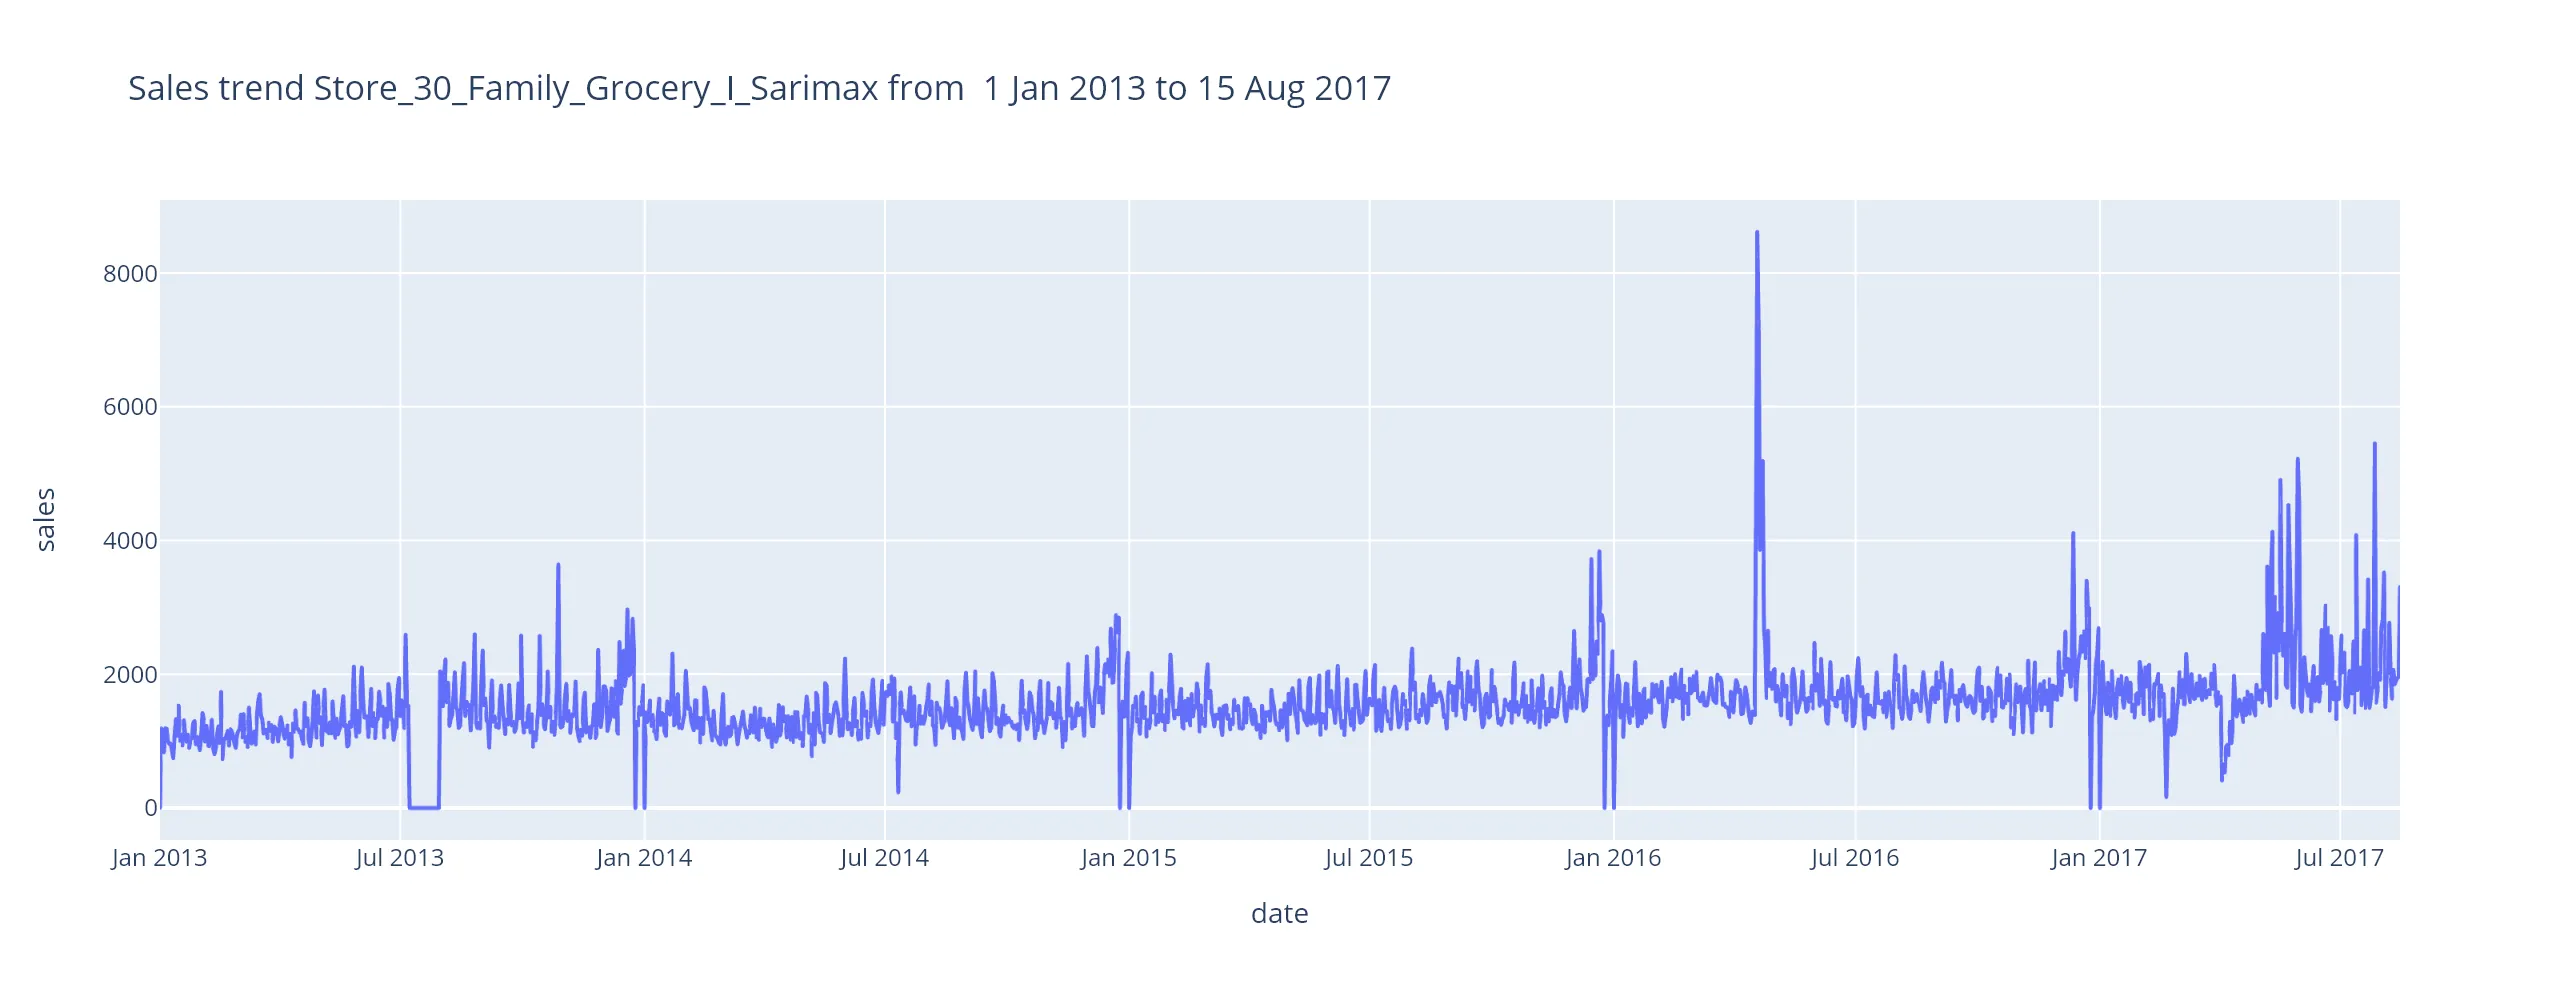 Sales trend Store_30_Family_Grocery_I_Sarimax from  1 Jan 2013 to 15 Aug 2017
8000
6000
4000
2000
0
sales
Jan 2013 Jul 2013 Jan 2014 Jul 2014 Jan 2015 Jul 2015 Jan 2016 Jul 2016 Jan 2017 Jul 2017
date